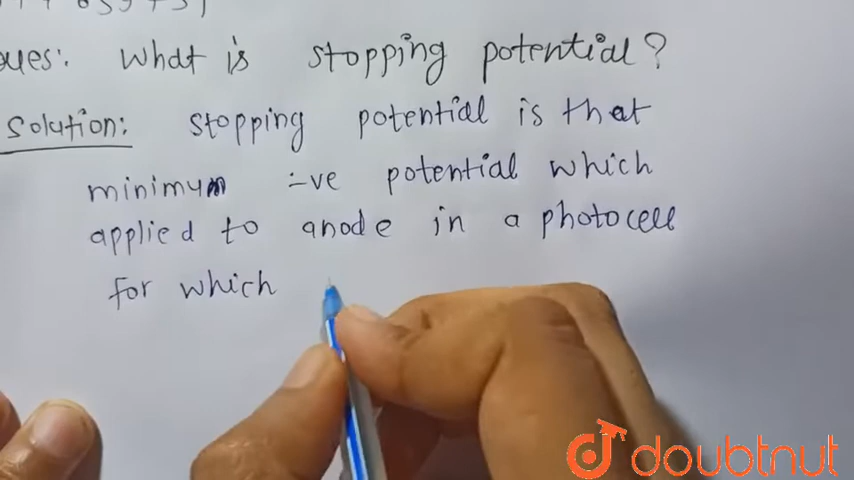 ques: What is stopping potential?
Solution: stopping potential is that
minimum -ve potential which
applied to anode in a photocell
for which
doubtnut